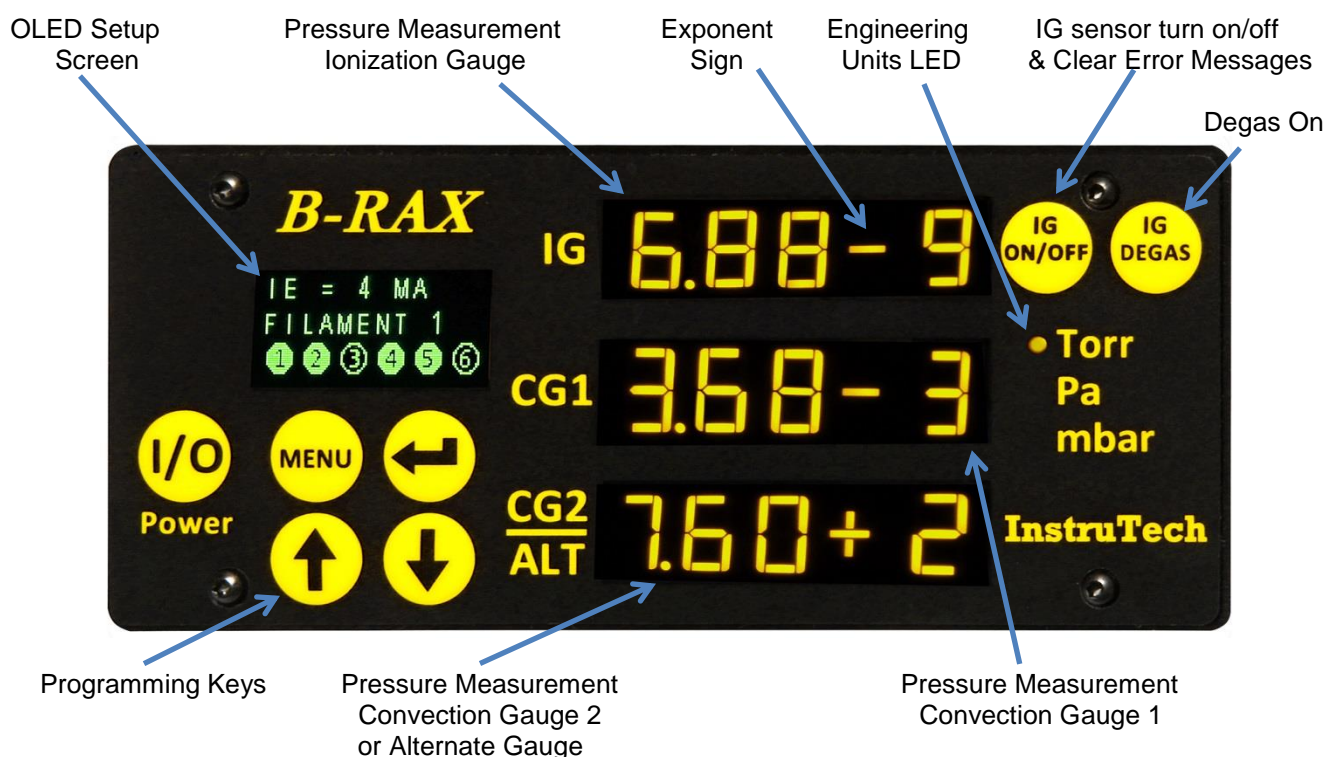 OLED Setup
Screen
Pressure Measurement
Ionization Gauge
Exponent
Sign
Engineering
Units LED
IG sensor turn on/off
& Clear Error Messages
Degas On
B-RAX
IE = 4 MA
FILAMENT 1
1 2 3 4 5 6
IG
6.88 - 9
IG
ON/OFF
IG
DEGAS
CG1
3.68 - 3
Torr
Pa
mbar
I/O
Power
MENU
CG2
ALT
7.60 + 2
InstruTech
Programming Keys
Pressure Measurement
Convection Gauge 2
or Alternate Gauge
Pressure Measurement
Convection Gauge 1